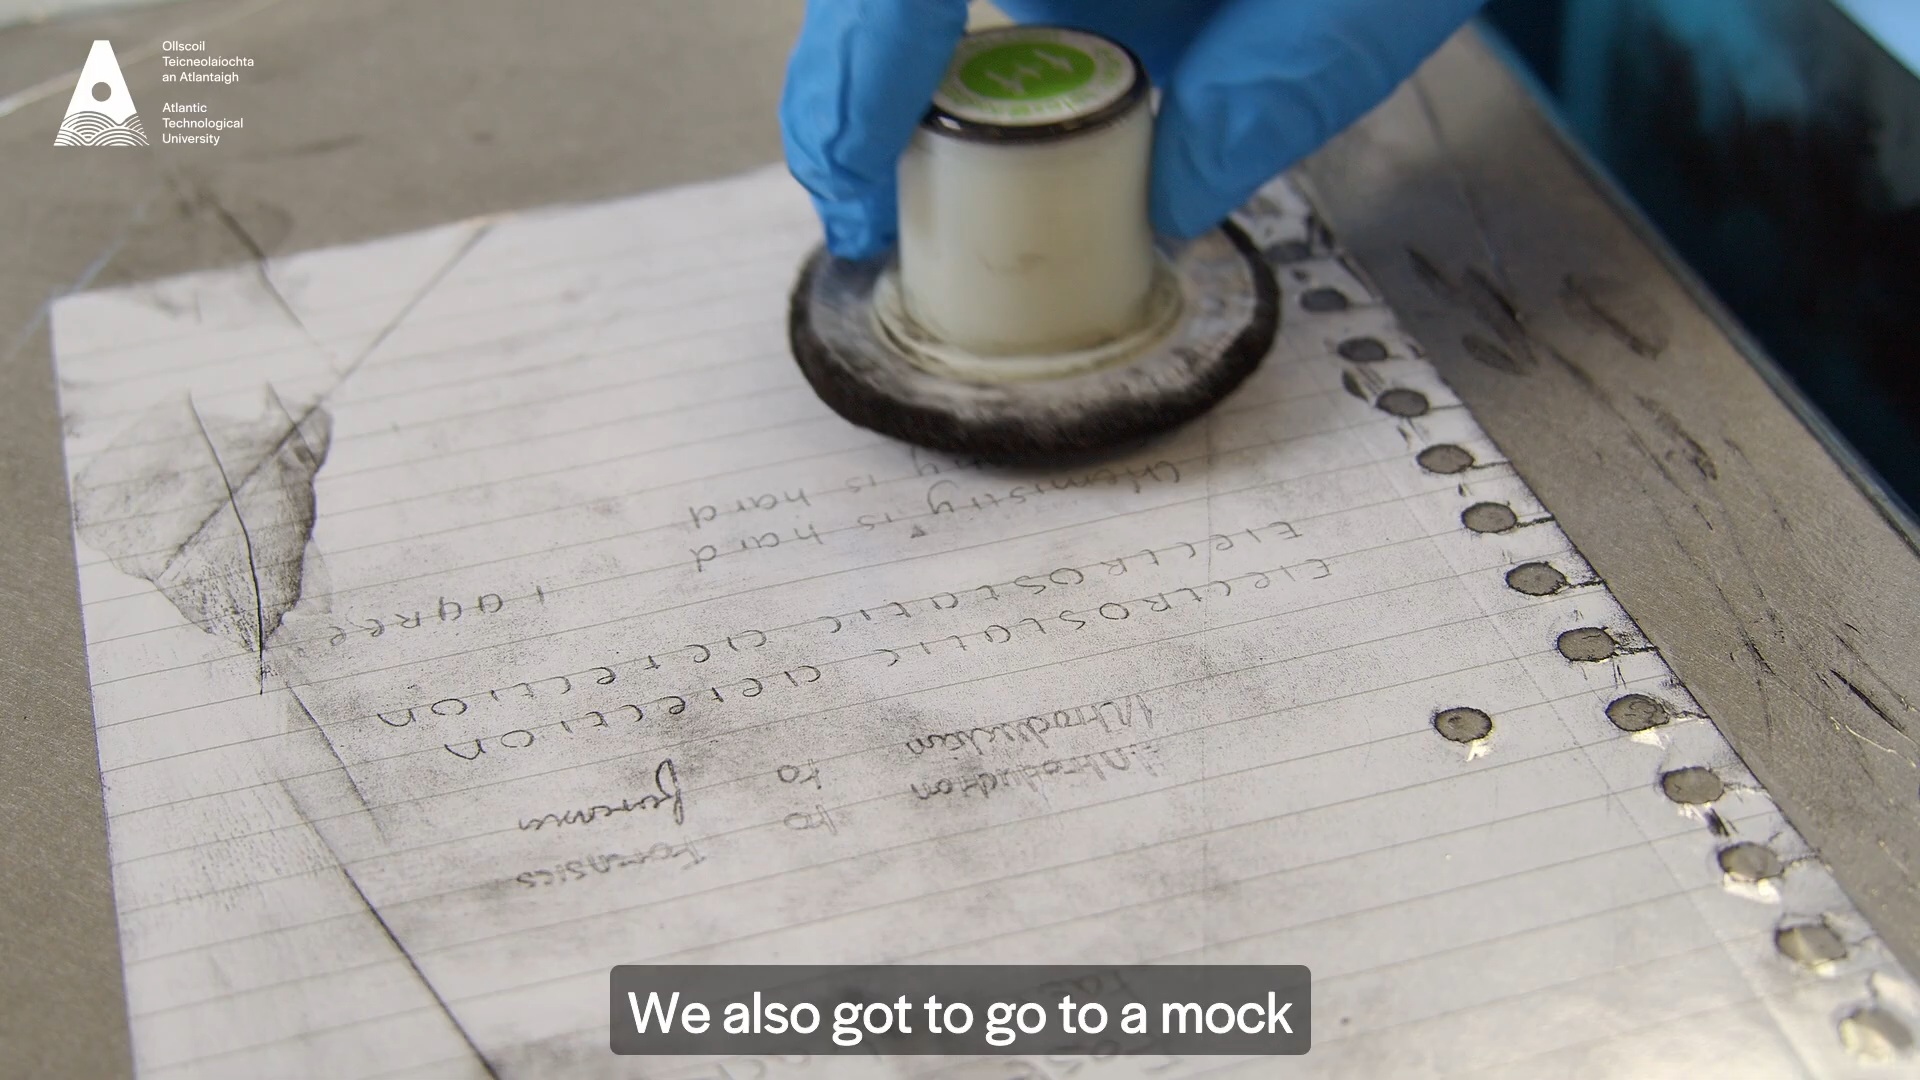 Ollscoil
Teicneolaíochta
an Atlantaigh
Atlantic
Technological
University
Introduction to Forensics
Introduction to Forensics
Electrostatic detection
Electrostatic detection
I agree
Chemistry is hard
is hard
We also got to go to a mock